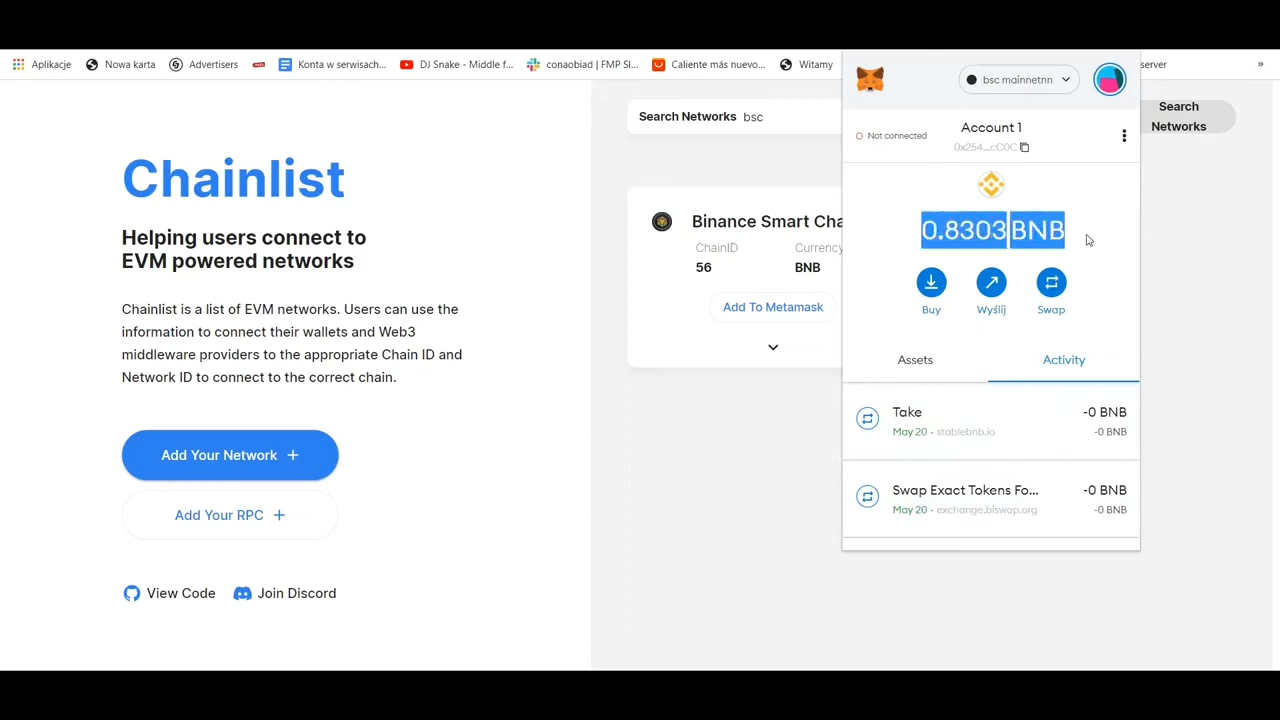 Aplikacje
Nowa karta
Advertisers
Konta w serwisach...
DJ Snake - Middle f...
conaobiad | FMP Sl...
Caliente más nuevo...
Witamy
server
»
Chainlist
Helping users connect to
EVM powered networks
Chainlist is a list of EVM networks. Users can use the
information to connect their wallets and Web3
middleware providers to the appropriate Chain ID and
Network ID to connect to the correct chain.
Add Your Network +
Add Your RPC +
View Code
Join Discord
Search Networks bsc
Binance Smart Cha
ChainID
Currency
56
BNB
Add To Metamask
Search
Networks
bsc mainnetnn
Not connected
Account 1
0x254...cC0C
0.8303 BNB
Buy
Wyślij
Swap
Assets
Activity
Take
-0 BNB
May 20 · stablebnb.io
-0 BNB
Swap Exact Tokens Fo...
-0 BNB
May 20 · exchange.biswap.org
-0 BNB